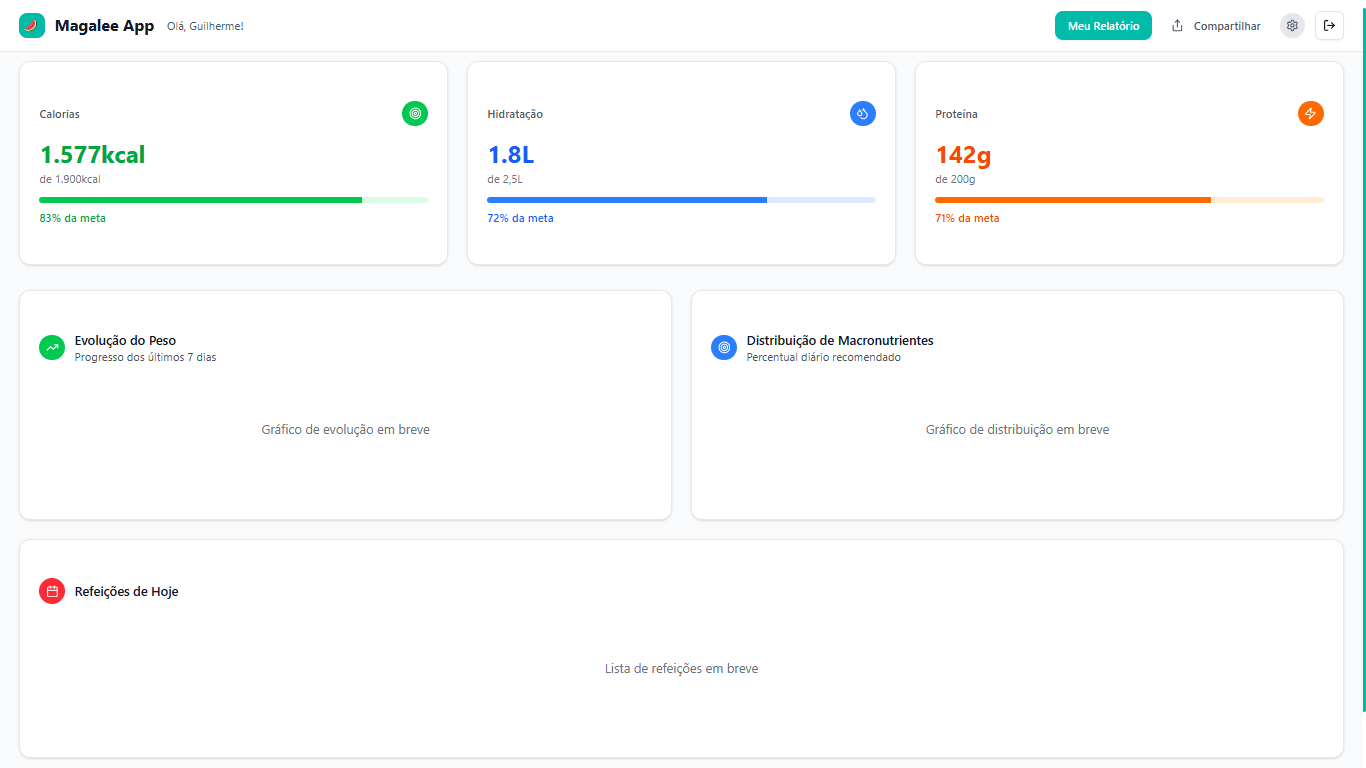 Magalee App Olá, Guilherme! Meu Relatório Compartilhar
Calorias Hidratação Proteína
1.577kcal 1.8L 142g
de 1.900kcal de 2,5L de 200g
83% da meta 72% da meta 71% da meta
Evolução do Peso
Progresso dos últimos 7 dias
Gráfico de evolução em breve
Distribuição de Macronutrientes
Percentual diário recomendado
Gráfico de distribuição em breve
Refeições de Hoje
Lista de refeições em breve